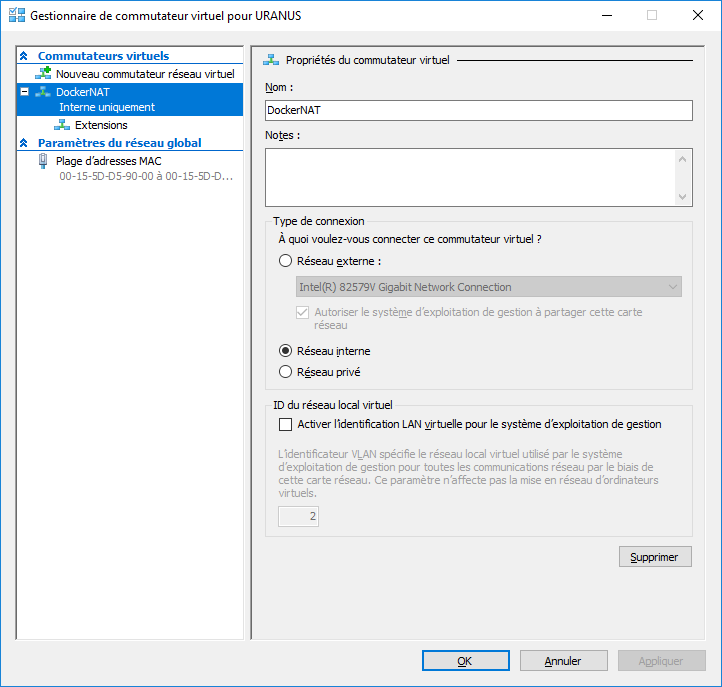 Gestionnaire de commutateur virtuel pour URANUS
Commutateurs virtuels
Nouveau commutateur réseau virtuel
DockerNAT
Interne uniquement
Extensions
Paramètres du réseau global
Plage d'adresses MAC
00-15-5D-D5-90-00 à 00-15-5D-D...
Propriétés du commutateur virtuel
Nom :
DockerNAT
Notes :
Type de connexion
À quoi voulez-vous connecter ce commutateur virtuel ?
Réseau externe :
Intel(R) 82579V Gigabit Network Connection
Autoriser le système d'exploitation de gestion à partager cette carte
réseau
Réseau interne
Réseau privé
ID du réseau local virtuel
Activer l'identification LAN virtuelle pour le système d'exploitation de gestion
L'identificateur VLAN spécifie le réseau local virtuel utilisé par le système
d'exploitation de gestion pour toutes les communications réseau par le biais de
cette carte réseau. Ce paramètre n'affecte pas la mise en réseau d'ordinateurs
virtuels.
2
Supprimer
OK
Annuler
Appliquer